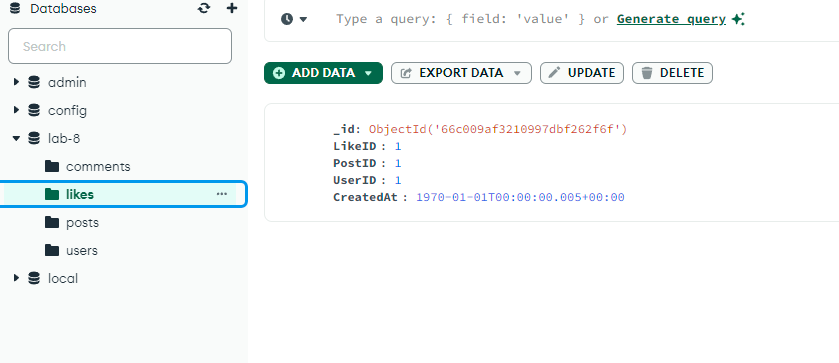 Databases
Search
admin
config
lab-8
comments
likes
posts
users
local
Type a query: { field: 'value' } or Generate query
ADD DATA EXPORT DATA UPDATE DELETE
_id: ObjectId('66c009af3210997dbf262f6f')
LikeID : 1
PostID : 1
UserID : 1
CreatedAt : 1970-01-01T00:00:00.005+00:00